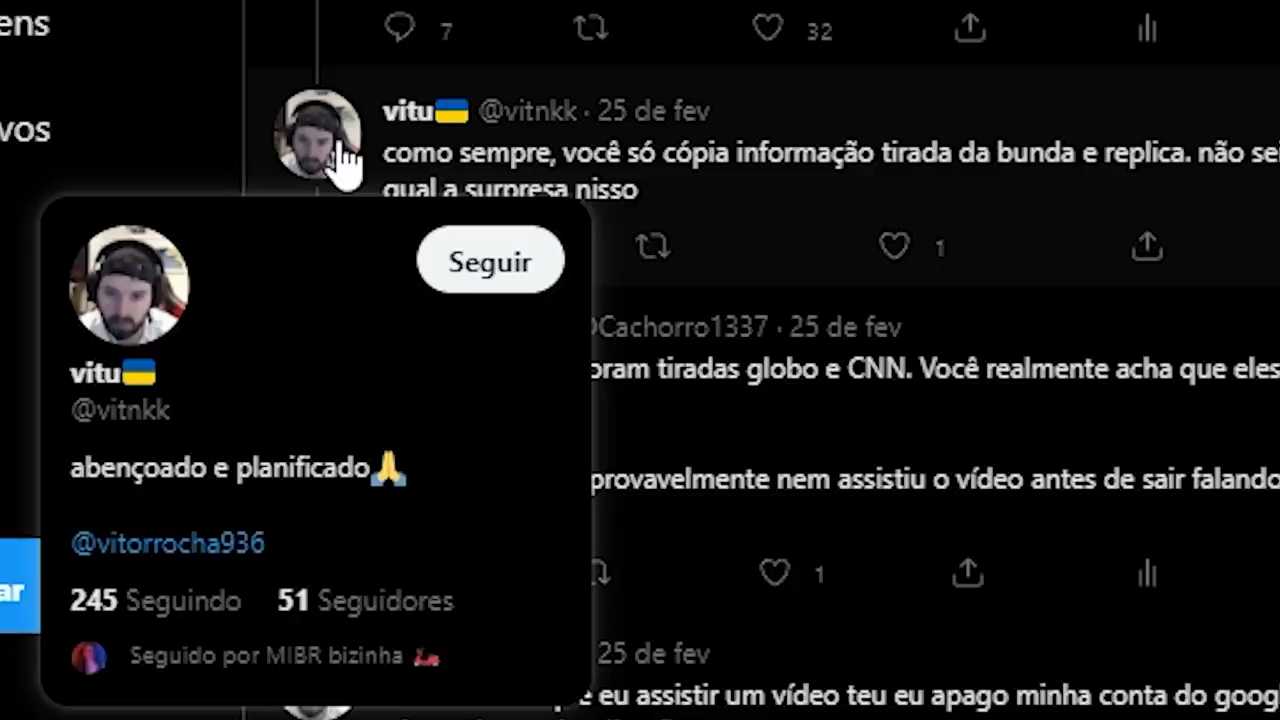 ens
vos
ar
7
32
vitu🇺🇦 @vitnkk · 25 de fev
como sempre, você só cópia informação tirada da bunda e replica. não sei
qual a surpresa nisso
1
Seguir
vitu🇺🇦
@vitnkk
abençoado e planificado🙏
@vitorrocha936
245 Seguindo 51 Seguidores
Seguido por MIBR bizinha 🛵
Cachorro1337 · 25 de fev
oram tiradas globo e CNN. Você realmente acha que eles
provavelmente nem assistiu o vídeo antes de sair falando
1
25 de fev
eu assistir um vídeo teu eu apago minha conta do goog